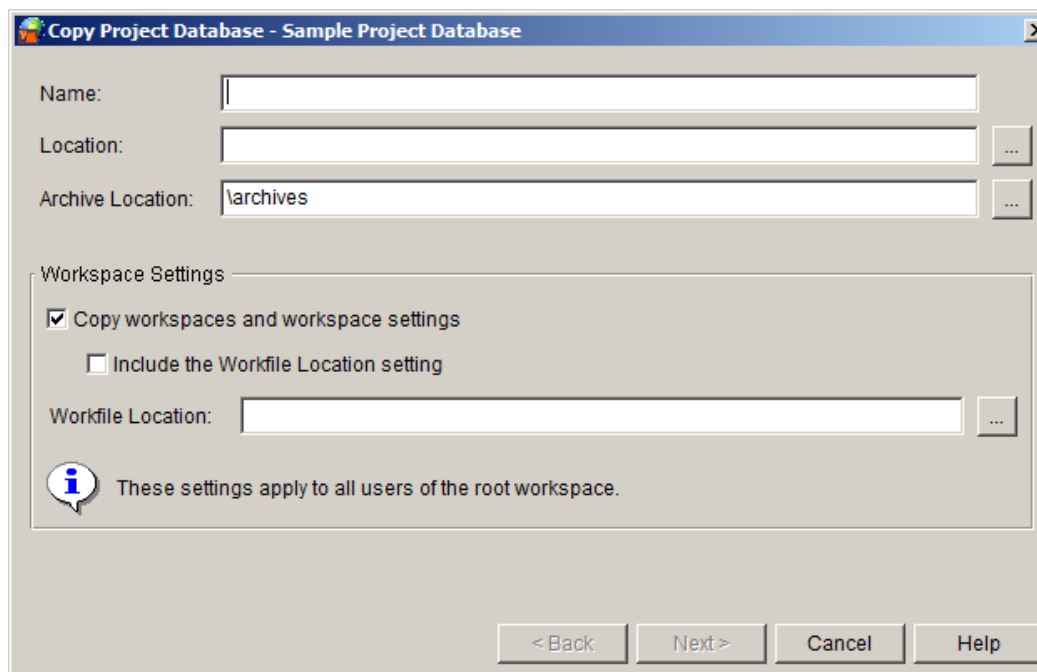 Copy Project Database - Sample Project Database
Name:
Location:
...
Archive Location: \archives
...
Workspace Settings
Copy workspaces and workspace settings
Include the Workfile Location setting
Workfile Location:
...
These settings apply to all users of the root workspace.
< Back Next > Cancel Help